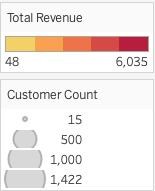 Total Revenue
48 6,035
Customer Count
15
500
1,000
1,422